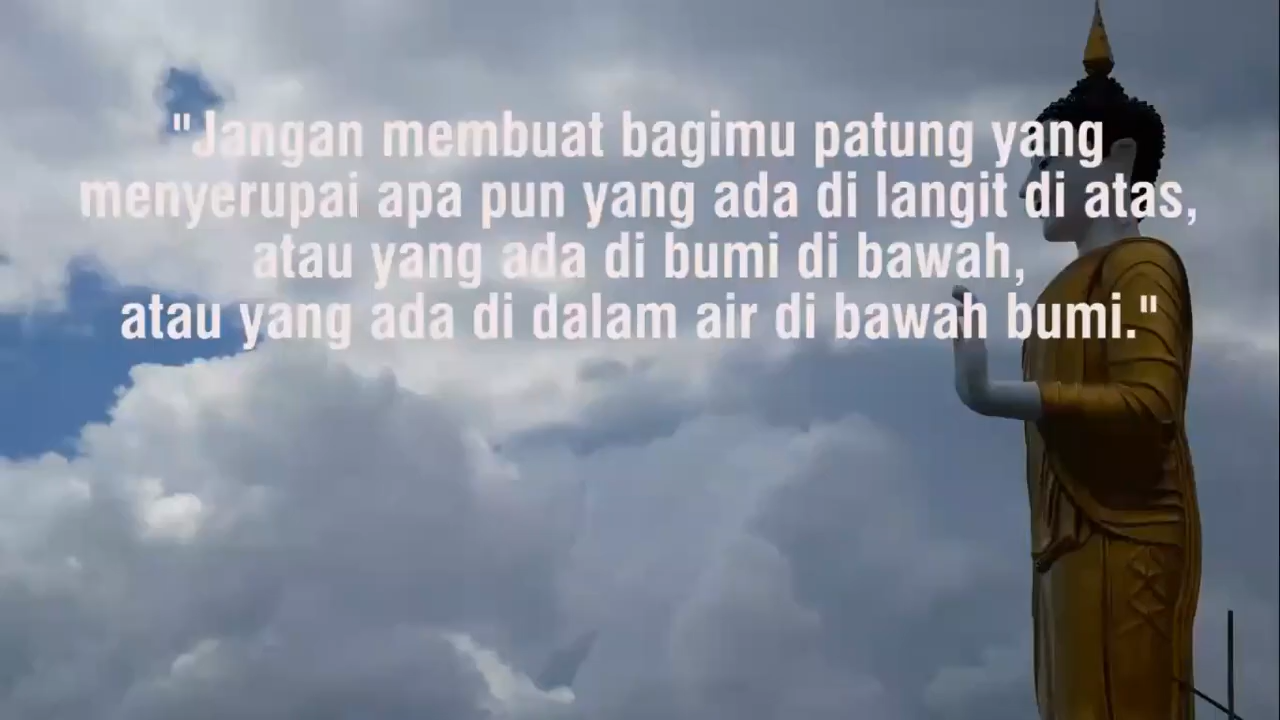 "Jangan membuat bagimu patung yang
menyerupai apa pun yang ada di langit di atas,
atau yang ada di bumi di bawah,
atau yang ada di dalam air di bawah bumi."